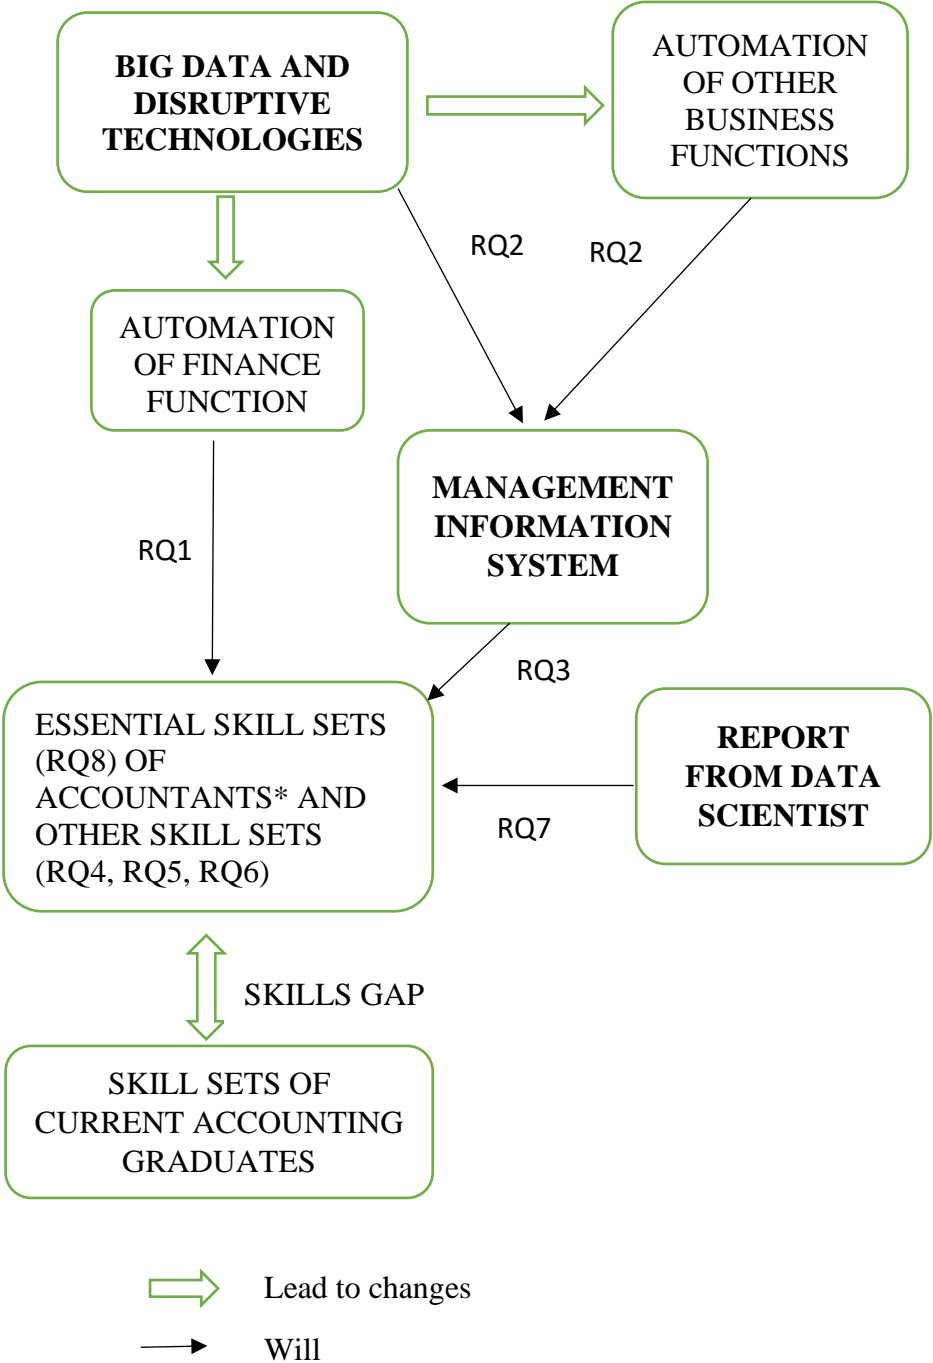 BIG DATA AND
DISRUPTIVE
TECHNOLOGIES
AUTOMATION
OF OTHER
BUSINESS
FUNCTIONS
RQ2
RQ2
AUTOMATION
OF FINANCE
FUNCTION
MANAGEMENT
INFORMATION
SYSTEM
RQ1
RQ3
ESSENTIAL SKILL SETS
(RQ8) OF
ACCOUNTANTS* AND
OTHER SKILL SETS
(RQ4, RQ5, RQ6)
REPORT
FROM DATA
SCIENTIST
RQ7
SKILLS GAP
SKILL SETS OF
CURRENT ACCOUNTING
GRADUATES
Lead to changes
Will